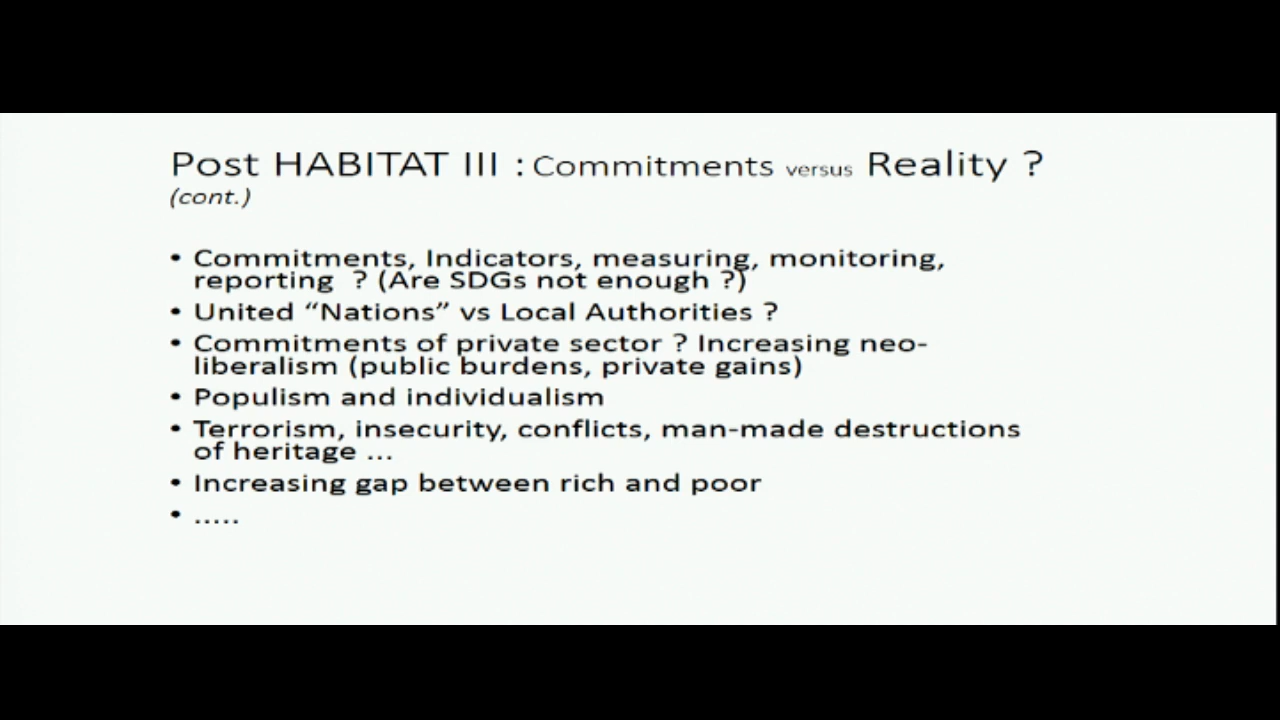 Post HABITAT III : Commitments versus Reality ?
(cont.)
• Commitments, Indicators, measuring, monitoring,
reporting ? (Are SDGs not enough ?)
• United “Nations” vs Local Authorities ?
• Commitments of private sector ? Increasing neo-
liberalism (public burdens, private gains)
• Populism and individualism
• Terrorism, insecurity, conflicts, man-made destructions
of heritage ...
• Increasing gap between rich and poor
• .....